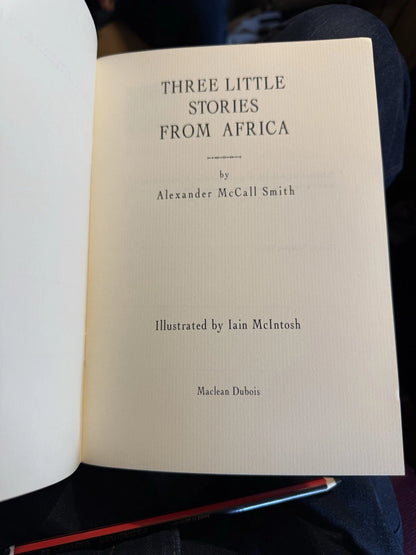 THREE LITTLE
STORIES
FROM AFRICA
by
Alexander McCall Smith
Illustrated by Iain McIntosh
Maclean Dubois